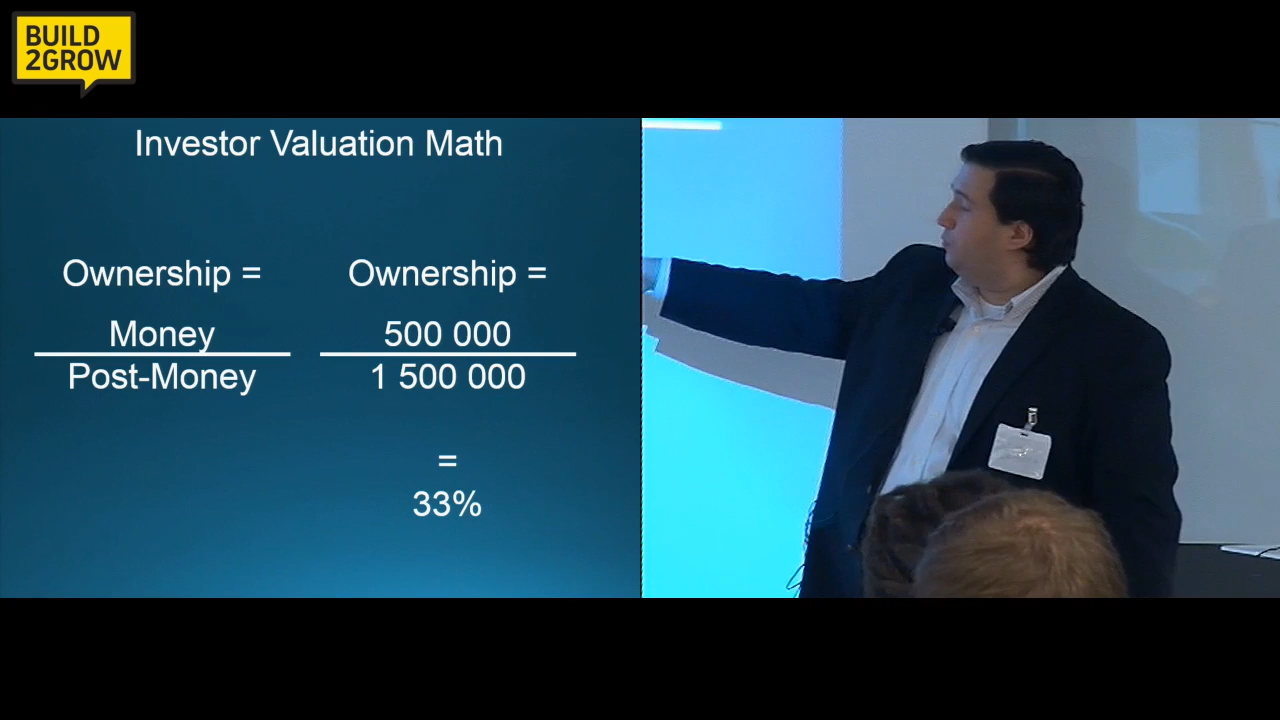 BUILD
2GROW
Investor Valuation Math
Ownership =
Money
Post-Money
Ownership =
500 000
1 500 000
=
33%